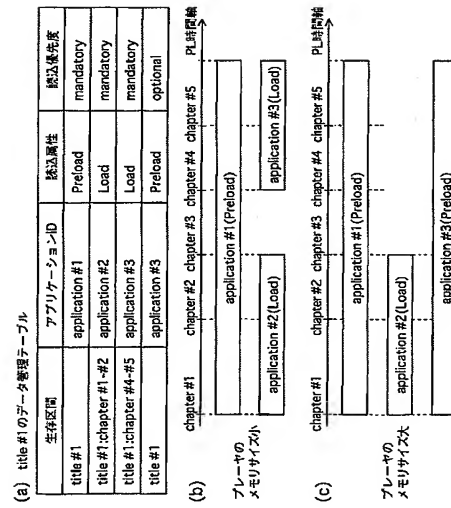 (a) title #1のデータ管理テーブル
生存区間 アプリケーションID 読込属性 読込優先度
title #1 application #1 Preload mandatory
title #1:chapter #1-#2 application #2 Load mandatory
title #1:chapter #4-#5 application #3 Load mandatory
title #1 application #3 Preload optional
(b)
chapter #1 chapter #2 chapter #3 chapter #4 chapter #5 PL時間軸
プレーヤの
メモリサイズ小
application #1(Preload)
application #2(Load) application #3(Load)
(c)
chapter #1 chapter #2 chapter #3 chapter #4 chapter #5 PL時間軸
プレーヤの
メモリサイズ大
application #1(Preload)
application #2(Load)
application #3(Preload)